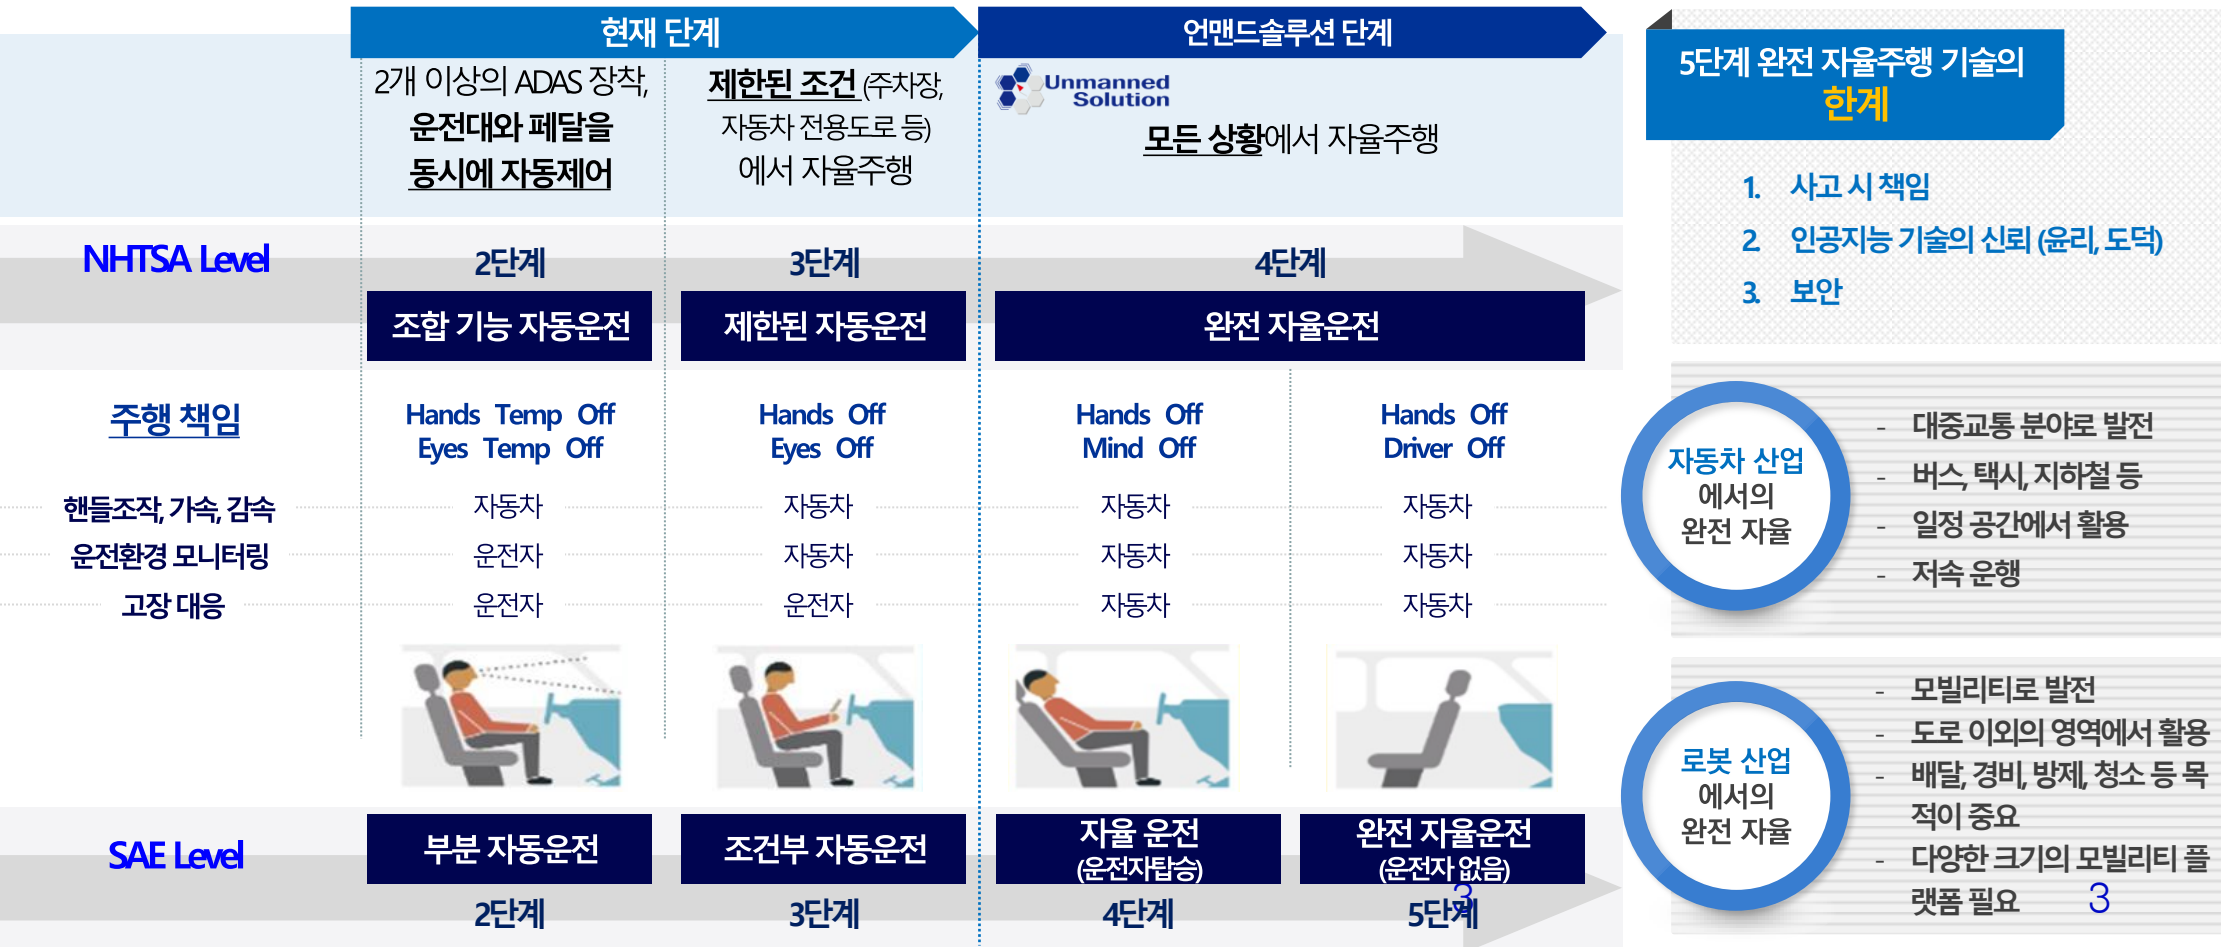 현재 단계
언맨드솔루션 단계
2개 이상의 ADAS 장착,
운전대와 페달을
동시에 자동제어
제한된 조건 (주차장,
자동차 전용도로 등)
에서 자율주행
Unmanned
Solution
모든 상황에서 자율주행
NHTSA Level
2단계
3단계
4단계
조합 기능 자동운전
제한된 자동운전
완전 자율운전
주행 책임
Hands Temp Off
Eyes Temp Off
Hands Off
Eyes Off
Hands Off
Mind Off
Hands Off
Driver Off
핸들조작, 가속, 감속
자동차
자동차
자동차
자동차
운전환경 모니터링
운전자
자동차
자동차
자동차
고장 대응
운전자
운전자
자동차
자동차
SAE Level
부분 자동운전
조건부 자동운전
자율 운전
(운전자탑승)
완전 자율운전
(운전자 없음)
2단계
3단계
4단계
5단계
3
5단계 완전 자율주행 기술의
한계
1. 사고 시 책임
2. 인공지능 기술의 신뢰 (윤리, 도덕)
3. 보안
자동차 산업
에서의
완전 자율
- 대중교통 분야로 발전
- 버스, 택시, 지하철 등
- 일정 공간에서 활용
- 저속 운행
로봇 산업
에서의
완전 자율
- 모빌리티로 발전
- 도로 이외의 영역에서 활용
- 배달, 경비, 방제, 청소 등 목
적이 중요
- 다양한 크기의 모빌리티 플
랫폼 필요
3